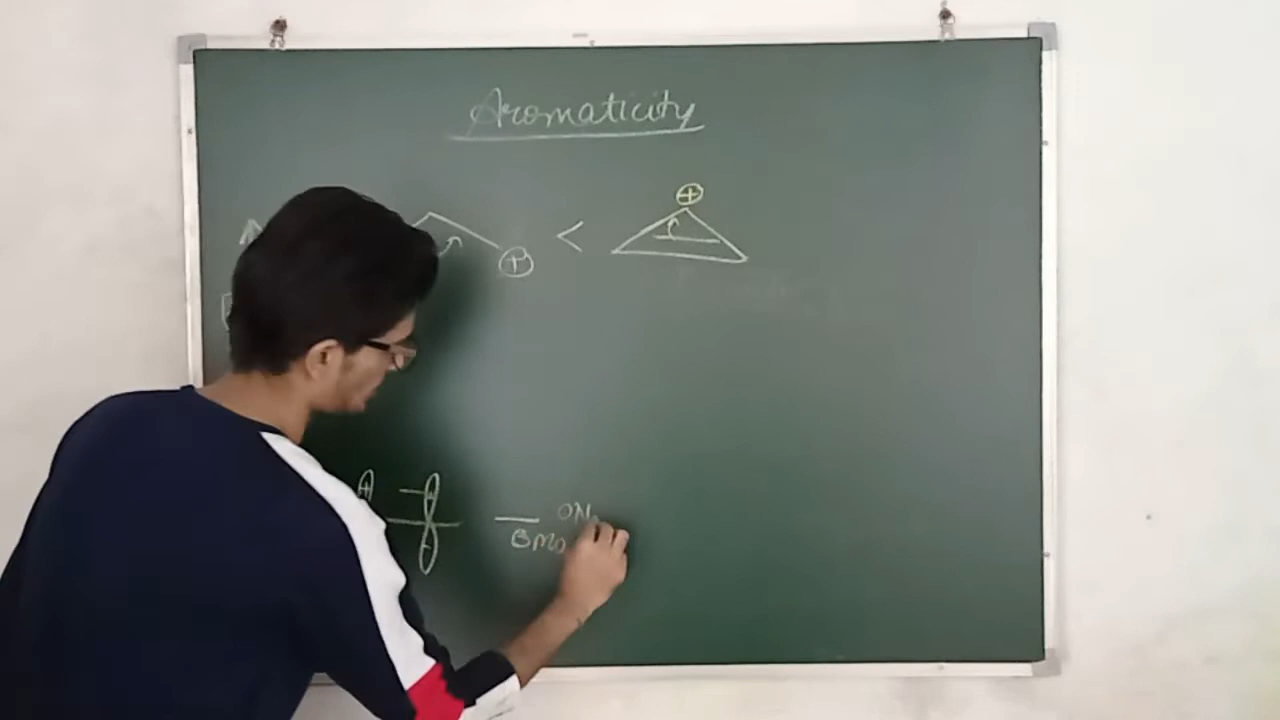 Aromaticity
+ < +
+
BMO ON